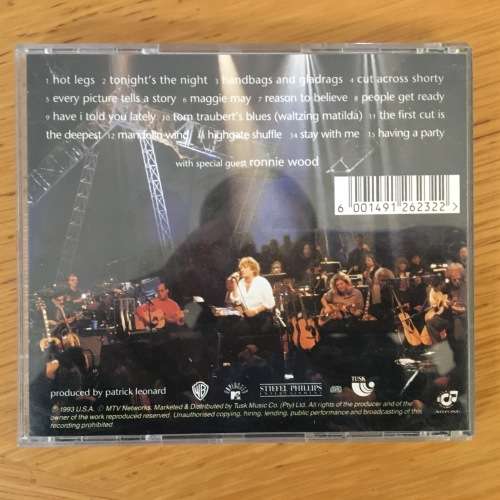 1 hot legs 2 tonight's the night 3 handbags and gladrags 4 cut across shorty
5 every picture tells a story 6 maggie may 7 reason to believe 8 people get ready
9 have i told you lately 10 tom traubert's blues (waltzing matilda) 11 the first cut is
the deepest 12 mandolin wind 13 highgate shuffle 14 stay with me 15 having a party
with special guest ronnie wood
6 001491 262322 >
produced by patrick leonard
WB
UNPLUGGED
STIEFEL PHILLIPS
ENTERTAINMENT
TUSK
℗ 1993 U.S.A. © MTV Networks. Marketed & Distributed by Tusk Music Co. (Pty) Ltd. All rights of the producer and of the
owner of the work reproduced reserved. Unauthorised copying, hiring, lending, public performance and broadcasting of this
recording prohibited